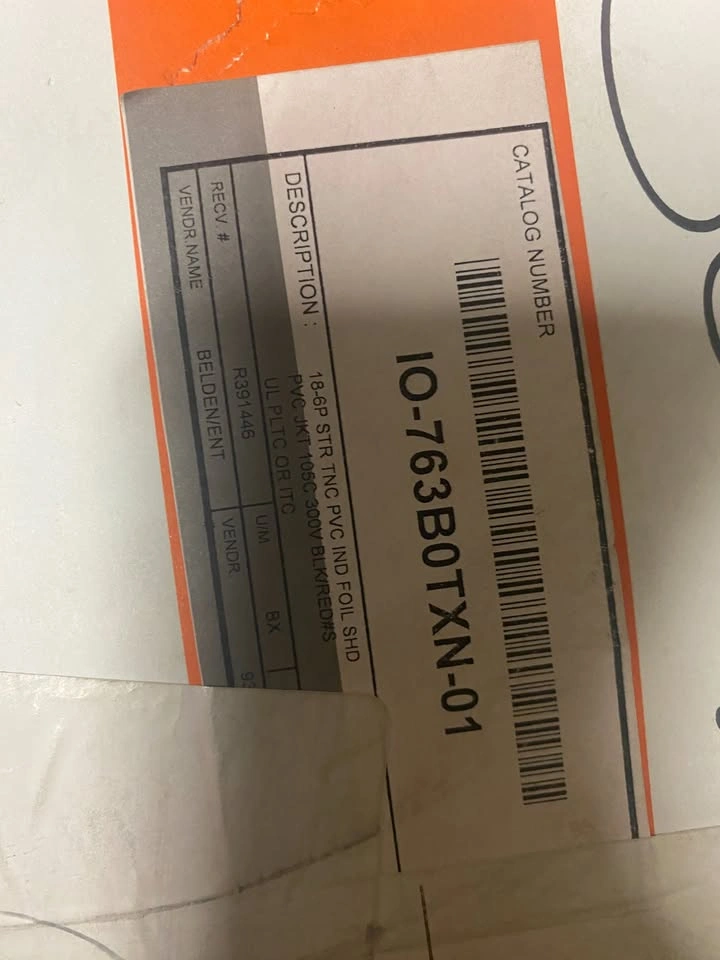 CATALOG NUMBER
IO-763B0TXN-01
DESCRIPTION :
18-6P STR TNC PVC IND FOIL SHD
PVC JKT 105C 300V BLK/RED#S
UL PLTC OR ITC
RECV. # R391446 U/M BX
VENDR.NAME BELDEN/ENT VENDR.